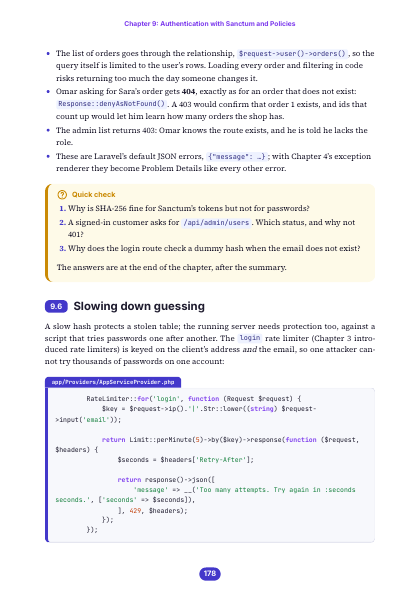 Chapter 9: Authentication with Sanctum and Policies
• The list of orders goes through the relationship, $request->user()->orders(), so the
query itself is limited to the user's rows. Loading every order and filtering in code
risks returning too much the day someone changes it.
• Omar asking for Sara's order gets 404, exactly as for an order that does not exist:
Response::denyAsNotFound(). A 403 would confirm that order 1 exists, and ids that
count up would let him learn how many orders the shop has.
• The admin list returns 403: Omar knows the route exists, and he is told he lacks the
role.
• These are Laravel's default JSON errors, {"message": …}; with Chapter 4's exception
renderer they become Problem Details like every other error.
Quick check
1. Why is SHA-256 fine for Sanctum's tokens but not for passwords?
2. A signed-in customer asks for /api/admin/users. Which status, and why not
401?
3. Why does the login route check a dummy hash when the email does not exist?
The answers are at the end of the chapter, after the summary.
9.6 Slowing down guessing
A slow hash protects a stolen table; the running server needs protection too, against a
script that tries passwords one after another. The login rate limiter (Chapter 3 intro-
duced rate limiters) is keyed on the client's address and the email, so one attacker can-
not try thousands of passwords against an account:
app/Providers/AppServiceProvider.php
RateLimiter::for('login', function (Request $request) {
$key = $request->ip().'|'.Str::lower((string) $request-
>input('email'));
return Limit::perMinute(5)->by($key)->response(function ($request,
$headers) {
$seconds = $headers['Retry-After'];
return response()->json([
'message' => __('Too many attempts. Try again in :seconds
seconds.', ['seconds' => $seconds]),
], 429, $headers);
});
});
178